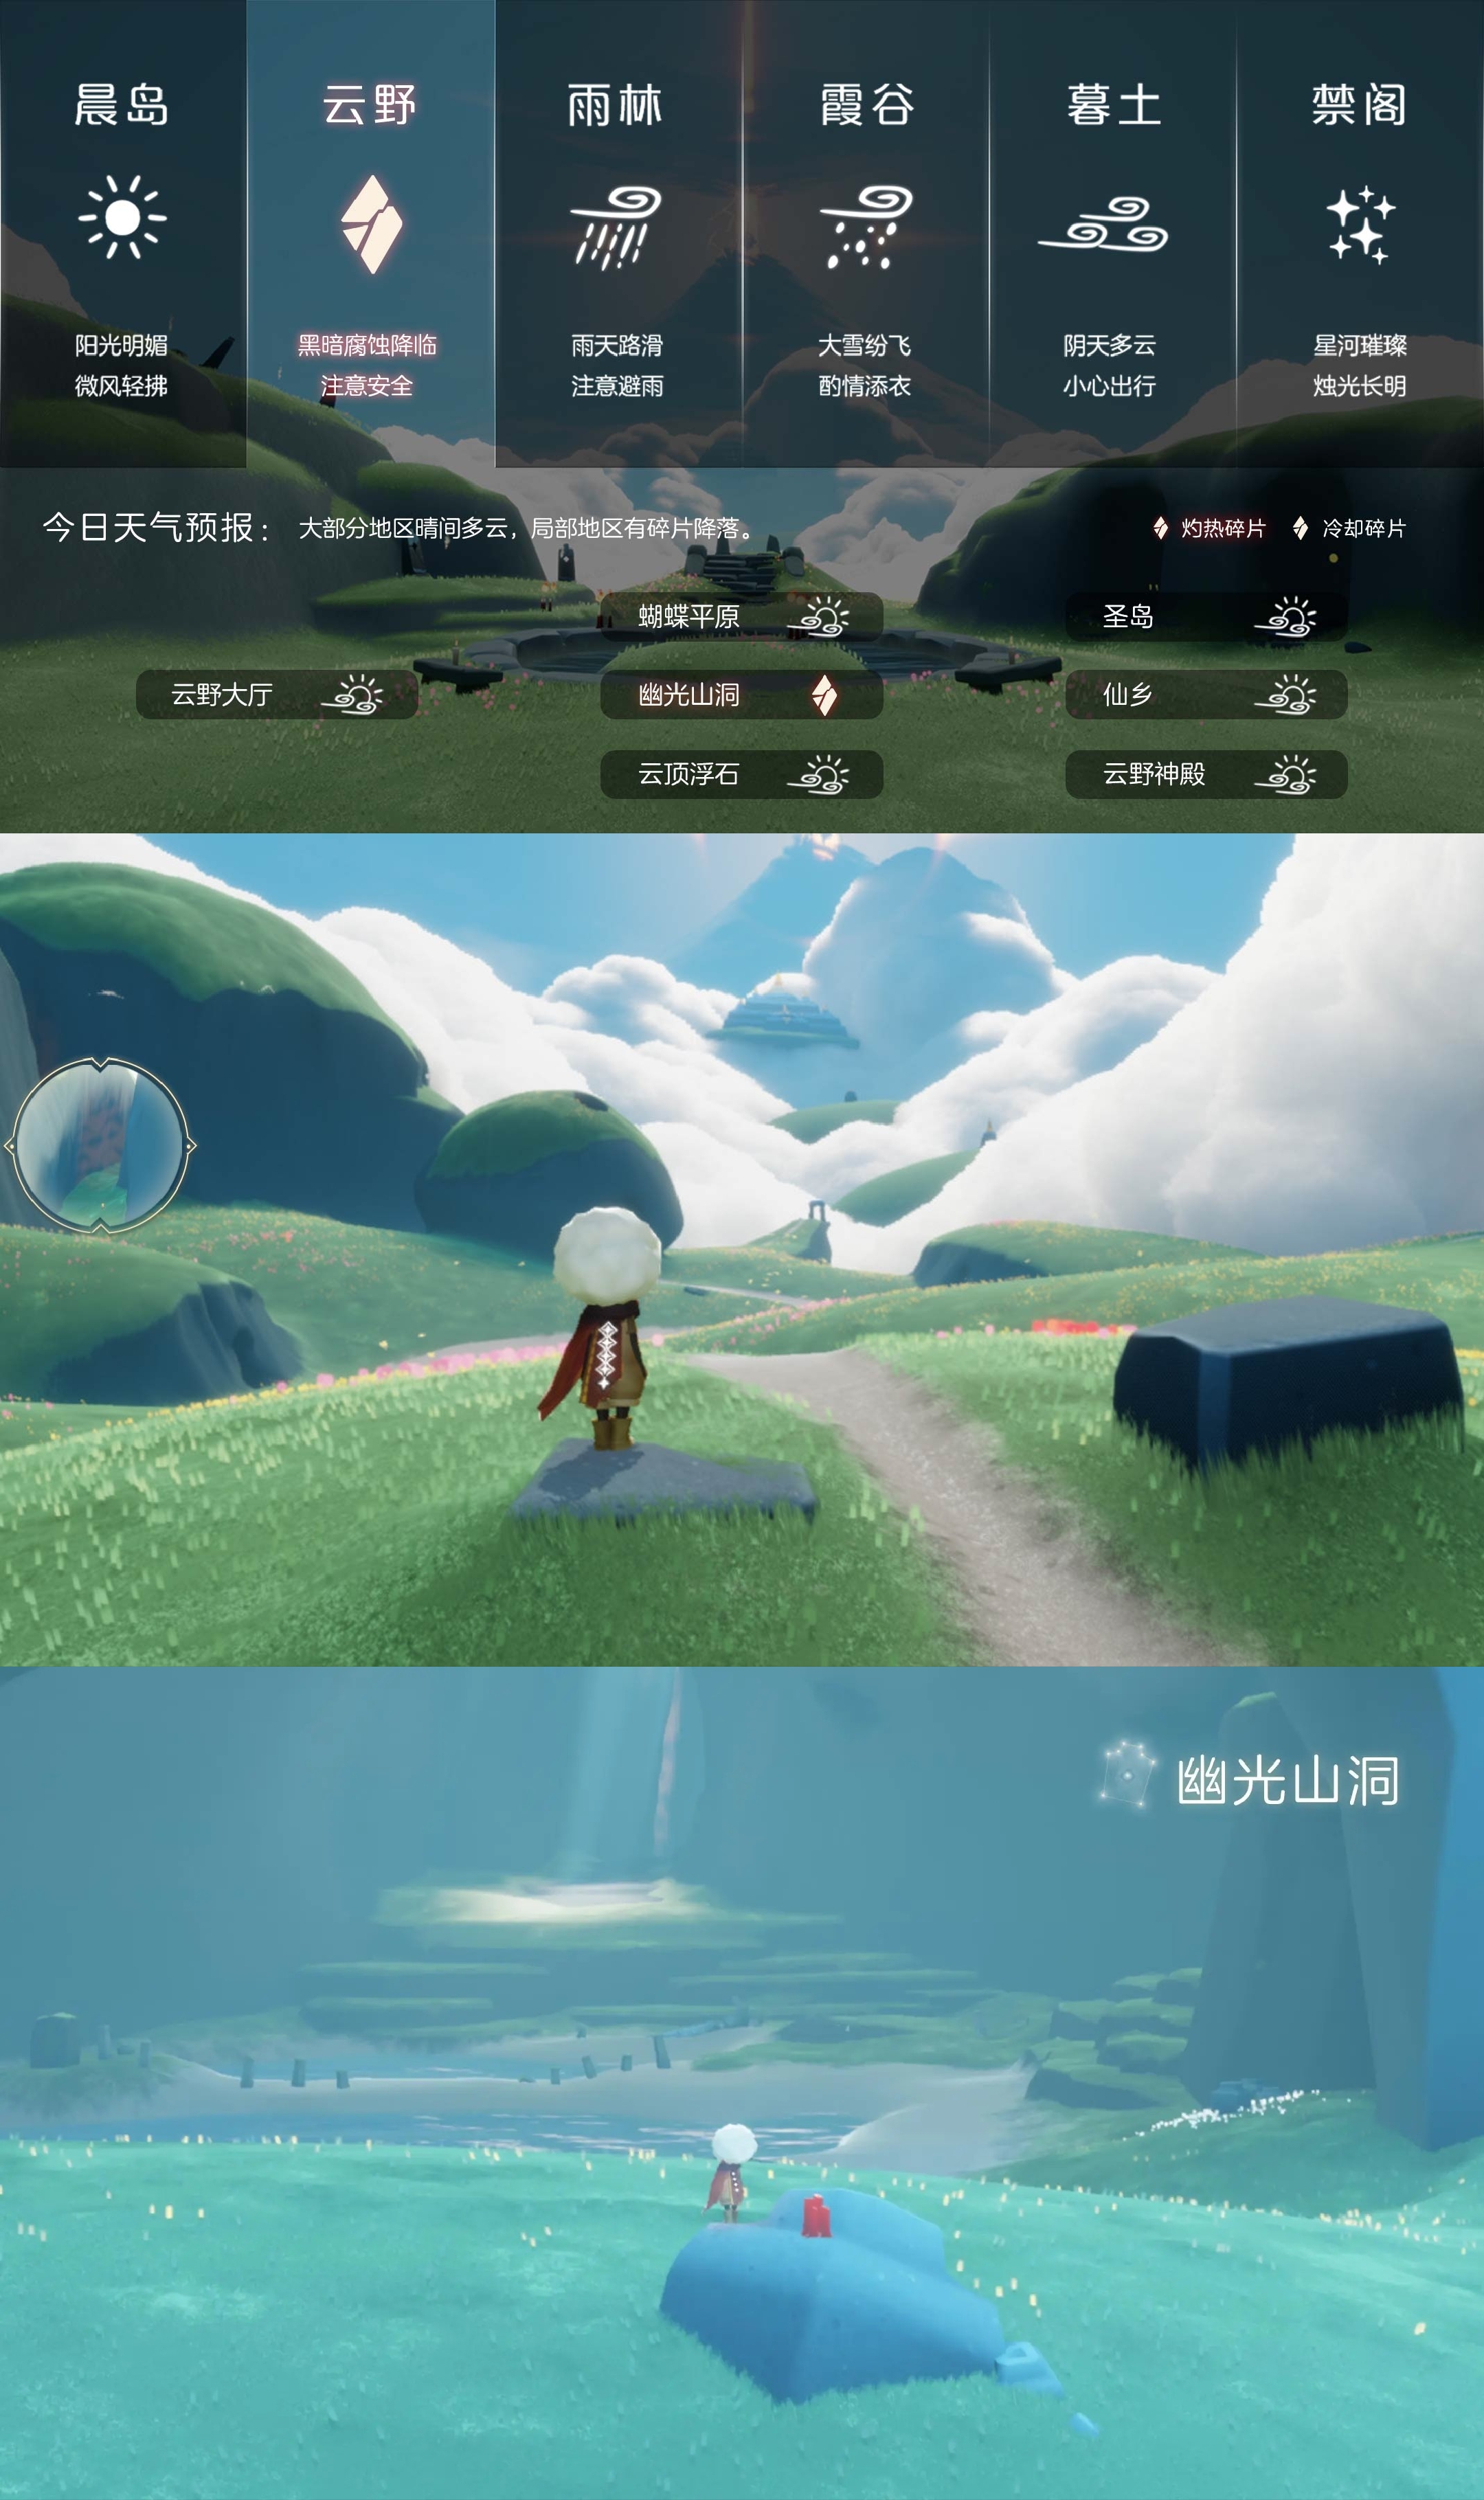 晨岛
云野
雨林
霞谷
暮土
禁阁
阳光明媚
微风轻拂
黑暗腐蚀降临
注意安全
雨天路滑
注意避雨
大雪纷飞
酌情添衣
阴天多云
小心出行
星河璀璨
烛光长明
今日天气预报：
大部分地区晴间多云，局部地区有碎片降落。
灼热碎片
冷却碎片
蝴蝶平原
圣岛
云野大厅
幽光山洞
仙乡
云顶浮石
云野神殿
幽光山洞